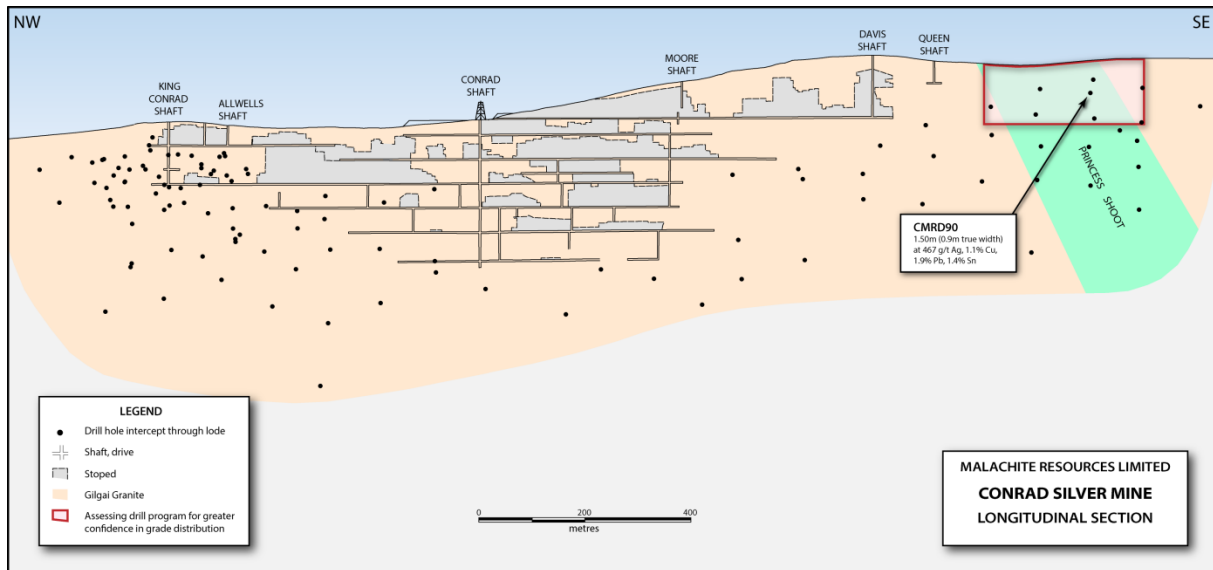 NW
SE
KING
CONRAD
SHAFT
ALLWELLS
SHAFT
CONRAD
SHAFT
MOORE
SHAFT
DAVIS
SHAFT
QUEEN
SHAFT
PRINCESS SHOOT
CMRD90
1.50m (0.9m true width)
at 467 g/t Ag, 1.1% Cu,
1.9% Pb, 1.4% Sn
LEGEND
Drill hole intercept through lode
Shaft, drive
Stoped
Gilgai Granite
Assessing drill program for greater
confidence in grade distribution
0 200 400
metres
MALACHITE RESOURCES LIMITED
CONRAD SILVER MINE
LONGITUDINAL SECTION